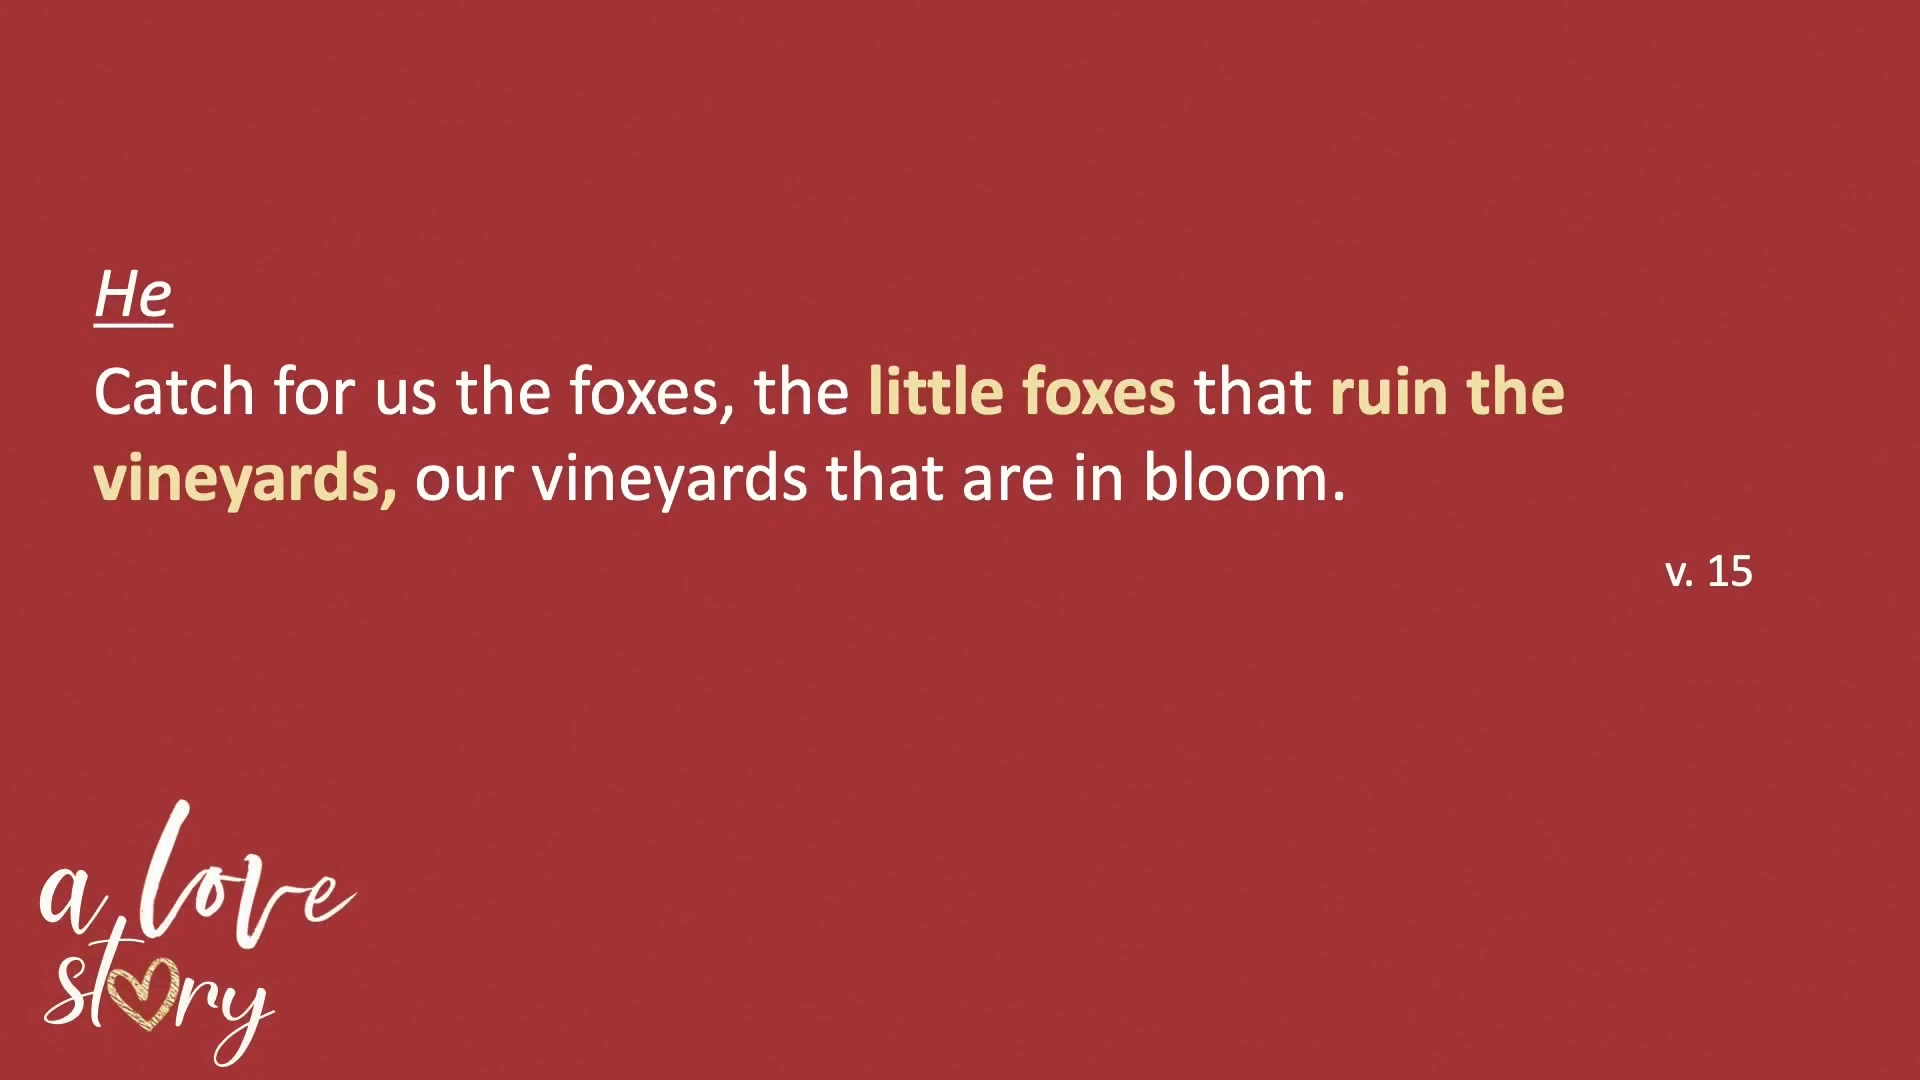 He
Catch for us the foxes, the little foxes that ruin the
vineyards, our vineyards that are in bloom.
v. 15
a love
story